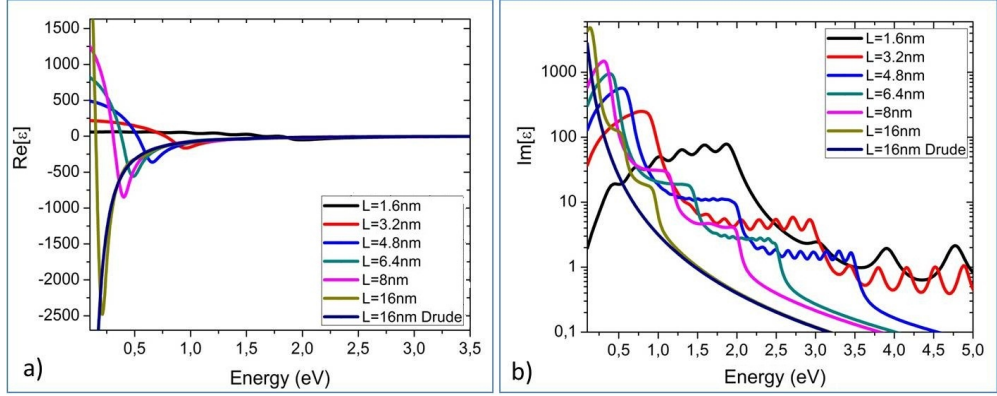 1500
1000
500
0
-500
-1000
-1500
-2000
-2500
Re[ε]
L=1.6nm
L=3.2nm
L=4.8nm
L=6.4nm
L=8nm
L=16nm
L=16nm Drude
0,5 1,0 1,5 2,0 2,5 3,0 3,5
a) Energy (eV)
1000
100
10
1
0,1
Im[ε]
L=1.6nm
L=3.2nm
L=4.8nm
L=6.4nm
L=8nm
L=16nm
L=16nm Drude
0,5 1,0 1,5 2,0 2,5 3,0 3,5 4,0 4,5 5,0
b) Energy (eV)